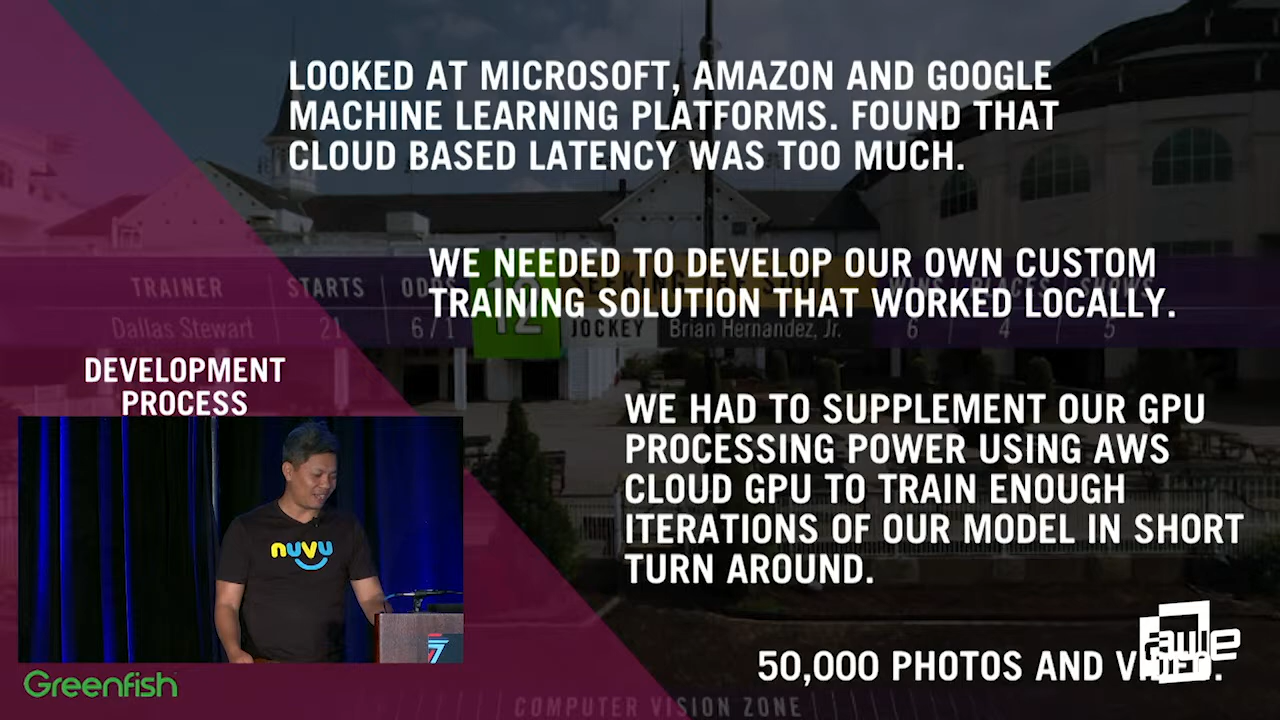 LOOKED AT MICROSOFT, AMAZON AND GOOGLE
MACHINE LEARNING PLATFORMS. FOUND THAT
CLOUD BASED LATENCY WAS TOO MUCH.
WE NEEDED TO DEVELOP OUR OWN CUSTOM
TRAINING SOLUTION THAT WORKED LOCALLY.
TRAINER STARTS
Dallas Stewart 21 6/1 12 JOCKEY Brian Hernandez, Jr. 6 4 5
DEVELOPMENT
PROCESS
WE HAD TO SUPPLEMENT OUR GPU
PROCESSING POWER USING AWS
CLOUD GPU TO TRAIN ENOUGH
ITERATIONS OF OUR MODEL IN SHORT
TURN AROUND.
nuvu
7
50,000 PHOTOS AND
Greenfish
COMPUTER VISION ZONE